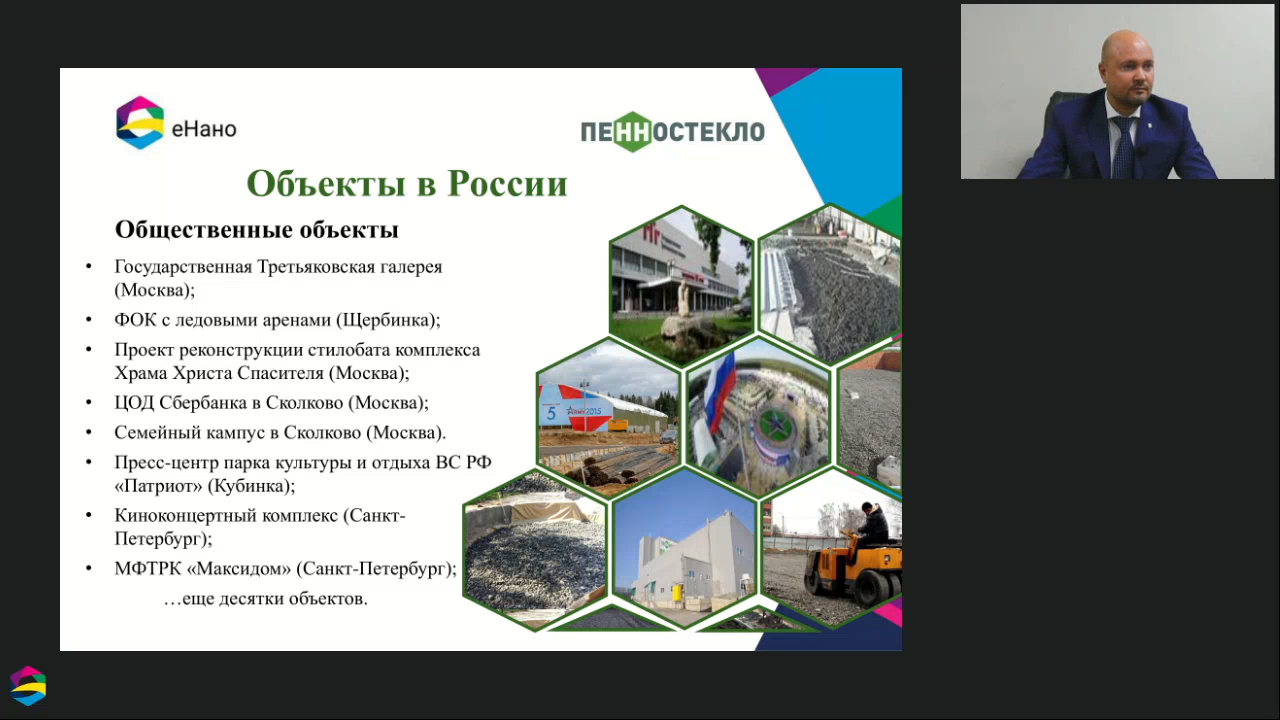 еНано
ПЕННОСТЕКЛО
Объекты в России
Общественные объекты
• Государственная Третьяковская галерея
(Москва);
• ФОК с ледовыми аренами (Щербинка);
• Проект реконструкции стилобата комплекса
Храма Христа Спасителя (Москва);
• ЦОД Сбербанка в Сколково (Москва);
• Семейный кампус в Сколково (Москва).
• Пресс-центр парка культуры и отдыха ВС РФ
«Патриот» (Кубинка);
• Киноконцертный комплекс (Санкт-
Петербург);
• МФТРК «Максидом» (Санкт-Петербург);
…еще десятки объектов.
5